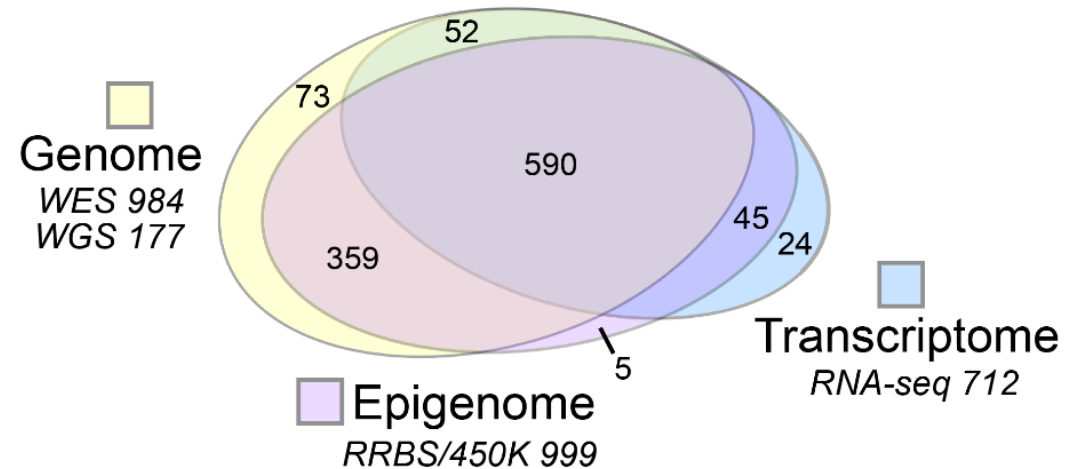 52
73
590
Genome
WES 984
WGS 177
45
24
359
Transcriptome
RNA-seq 712
5
Epigenome
RRBS/450K 999